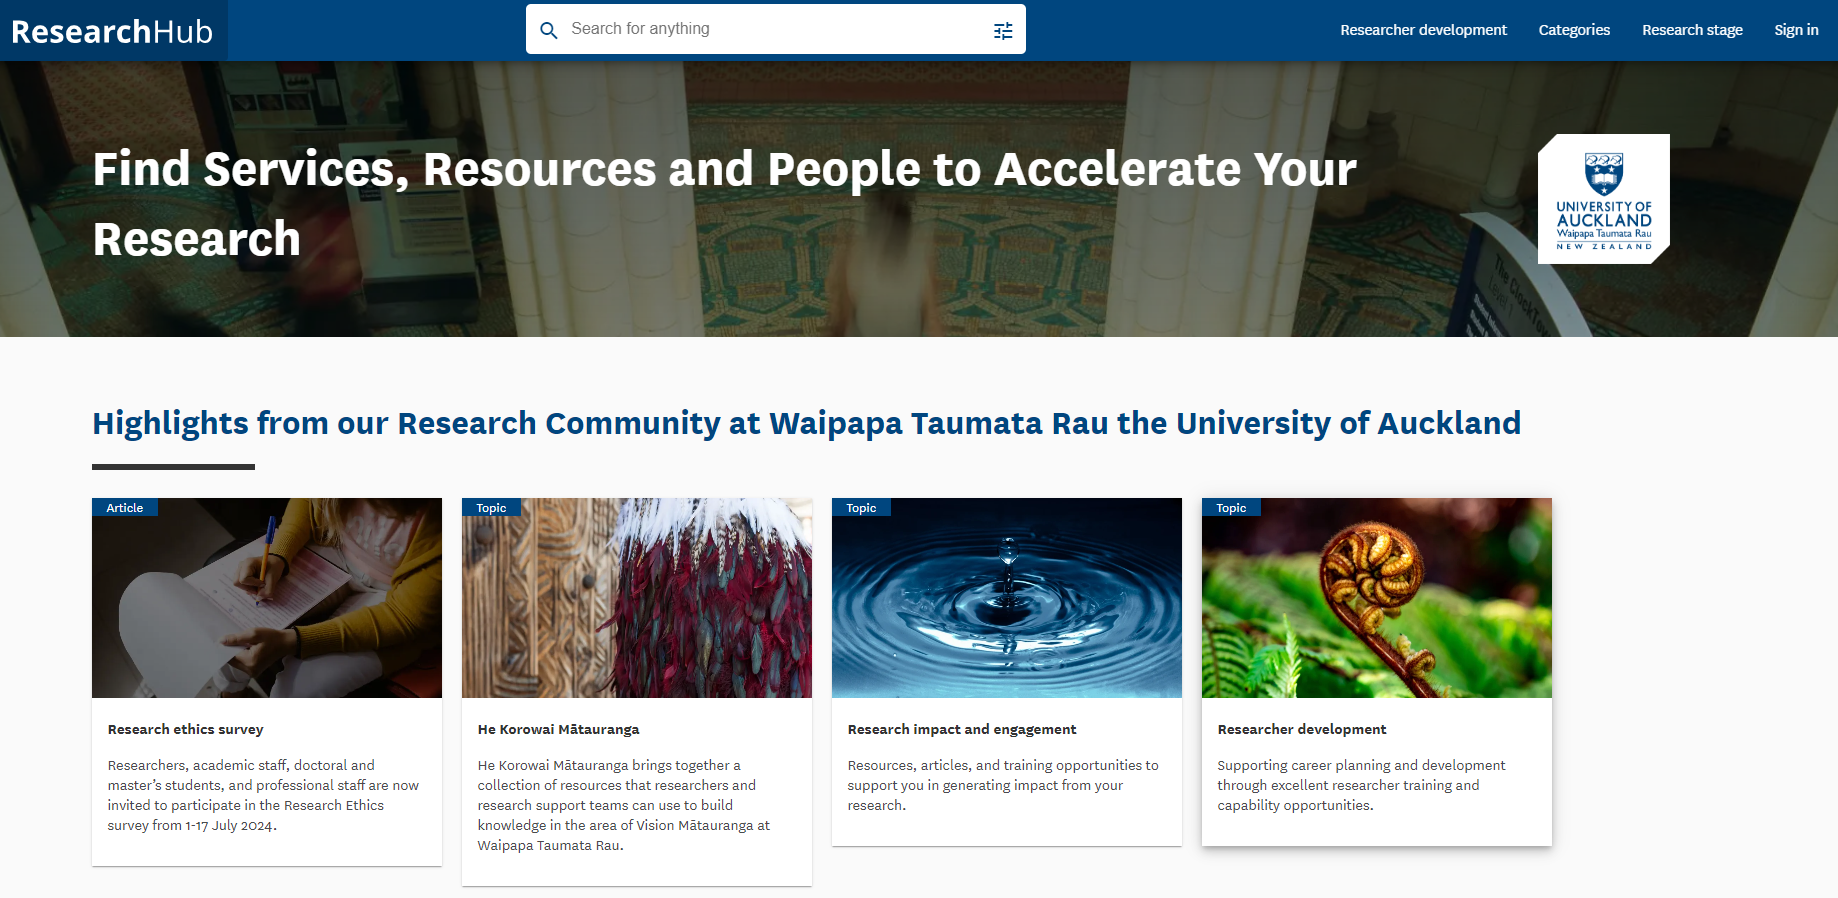 ResearchHub
Search for anything
Researcher development
Categories
Research stage
Sign in
Find Services, Resources and People to Accelerate Your
Research
UNIVERSITY OF
AUCKLAND
Waipapa Taumata Rau
NEW ZEALAND
The ClockTower
Level 1
Highlights from our Research Community at Waipapa Taumata Rau the University of Auckland
Article
Research ethics survey
Researchers, academic staff, doctoral and
master’s students, and professional staff are now
invited to participate in the Research Ethics
survey from 1-17 July 2024.
Topic
He Korowai Mātauranga
He Korowai Mātauranga brings together a
collection of resources that researchers and
research support teams can use to build
knowledge in the area of Vision Mātauranga at
Waipapa Taumata Rau.
Topic
Research impact and engagement
Resources, articles, and training opportunities to
support you in generating impact from your
research.
Topic
Researcher development
Supporting career planning and development
through excellent researcher training and
capability opportunities.